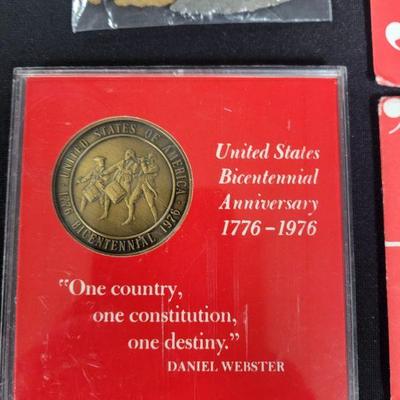 UNITED STATES OF AMERICA
1776 BICENTENNIAL 1976
United States
Bicentennial
Anniversary
1776–1976
“One country,
one constitution,
one destiny.”
DANIEL WEBSTER